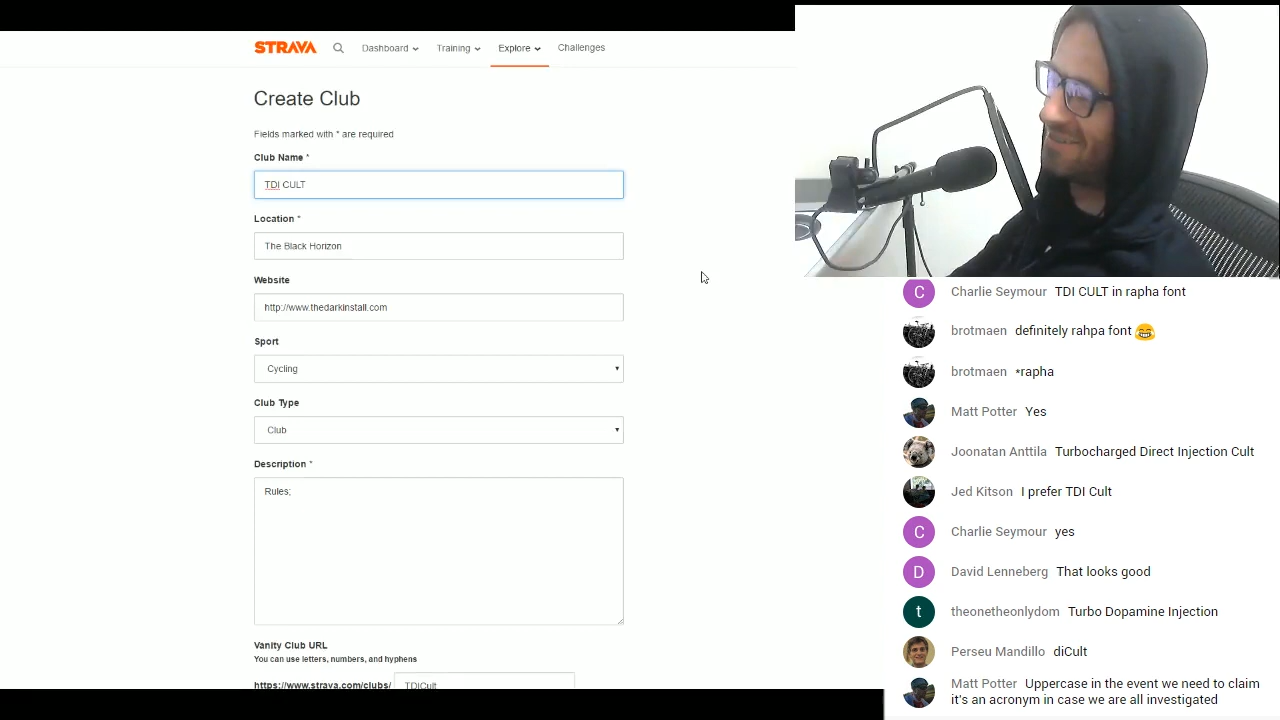 STRAVA Dashboard Training Explore Challenges
Create Club
Fields marked with * are required
Club Name *
TDI CULT
Location *
The Black Horizon
Website
http://www.thedarkinstall.com
Sport
Cycling
Club Type
Club
Description *
Rules;
Vanity Club URL
You can use letters, numbers, and hyphens
https://www.strava.com/clubs/ TDICult
C Charlie Seymour TDI CULT in rapha font
brotmaen definitely rahpa font 😂
brotmaen *rapha
Matt Potter Yes
Joonatan Anttila Turbocharged Direct Injection Cult
Jed Kitson I prefer TDI Cult
C Charlie Seymour yes
D David Lenneberg That looks good
t theonetheonlydom Turbo Dopamine Injection
Perseu Mandillo diCult
Matt Potter Uppercase in the event we need to claim
it's an acronym in case we are all investigated